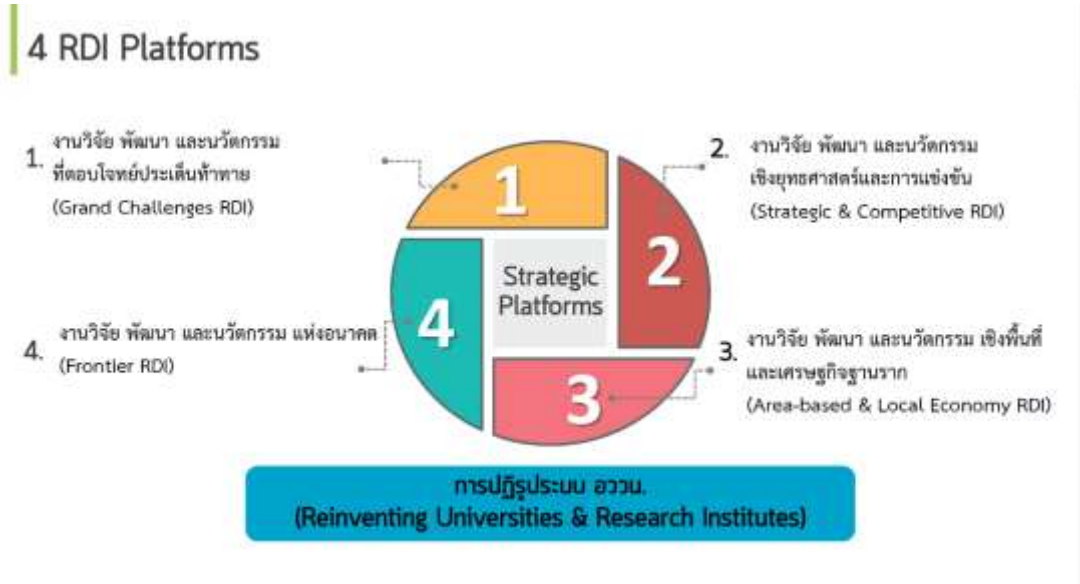 4 RDI Platforms
1.
งานวิจัย พัฒนา และนวัตกรรม
ที่ตอบโจทย์ประเด็นท้าทาย
(Grand Challenges RDI)
2.
งานวิจัย พัฒนา และนวัตกรรม
เชิงยุทธศาสตร์และการแข่งขัน
(Strategic & Competitive RDI)
1
2
Strategic
Platforms
4
3
4.
งานวิจัย พัฒนา และนวัตกรรม แห่งอนาคต
(Frontier RDI)
3.
งานวิจัย พัฒนา และนวัตกรรม เชิงพื้นที่
และเศรษฐกิจฐานราก
(Area-based & Local Economy RDI)
การปฏิรูประบบ อววน.
(Reinventing Universities & Research Institutes)